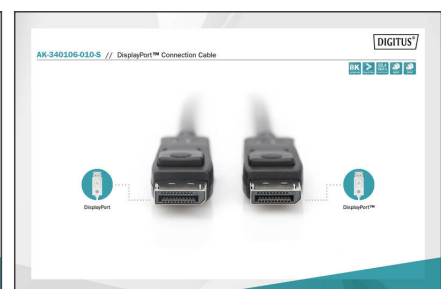 DIGITUS®
AK-340106-010-S // DisplayPort™ Connection Cable
8K
DisplayPort
DisplayPort™